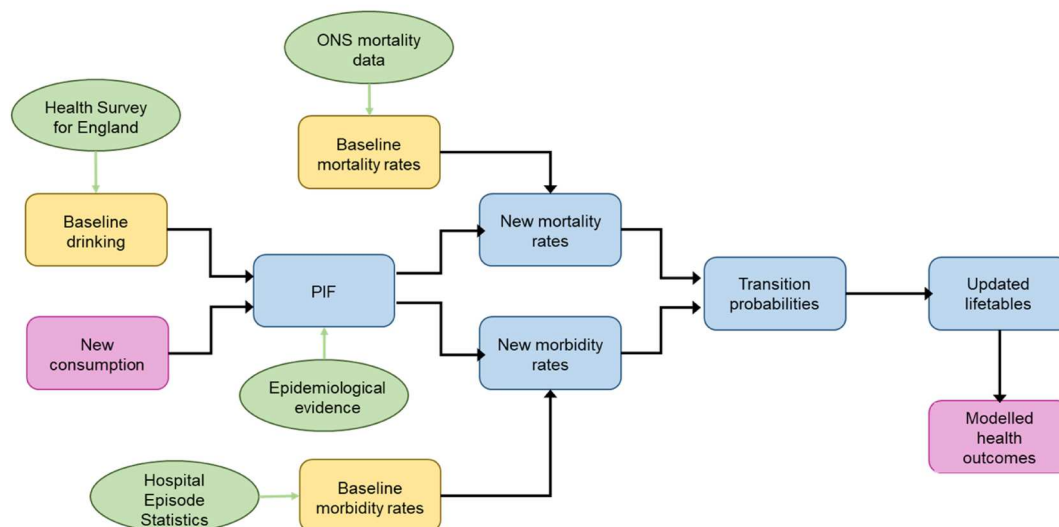 ONS mortality
data
Health Survey
for England
Baseline
mortality rates
Baseline
drinking
New mortality
rates
PIF
Transition
probabilities
Updated
lifetables
New
consumption
New morbidity
rates
Epidemiological
evidence
Modelled
health
outcomes
Hospital
Episode
Statistics
Baseline
morbidity rates